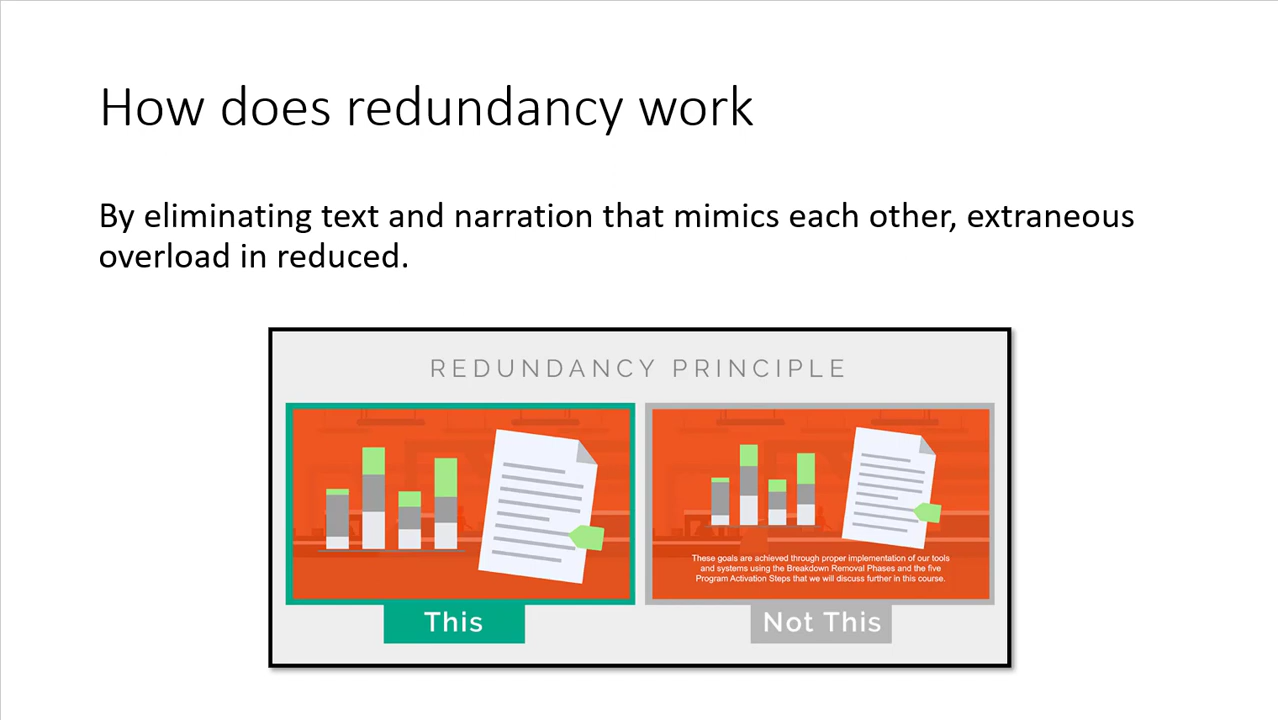 How does redundancy work
By eliminating text and narration that mimics each other, extraneous
overload in reduced.
REDUNDANCY PRINCIPLE
These goals are achieved through proper implementation of our tools
and systems using the Breakdown Removal Phases and the five
Program Activation Steps that we will discuss further in this course.
This
Not This